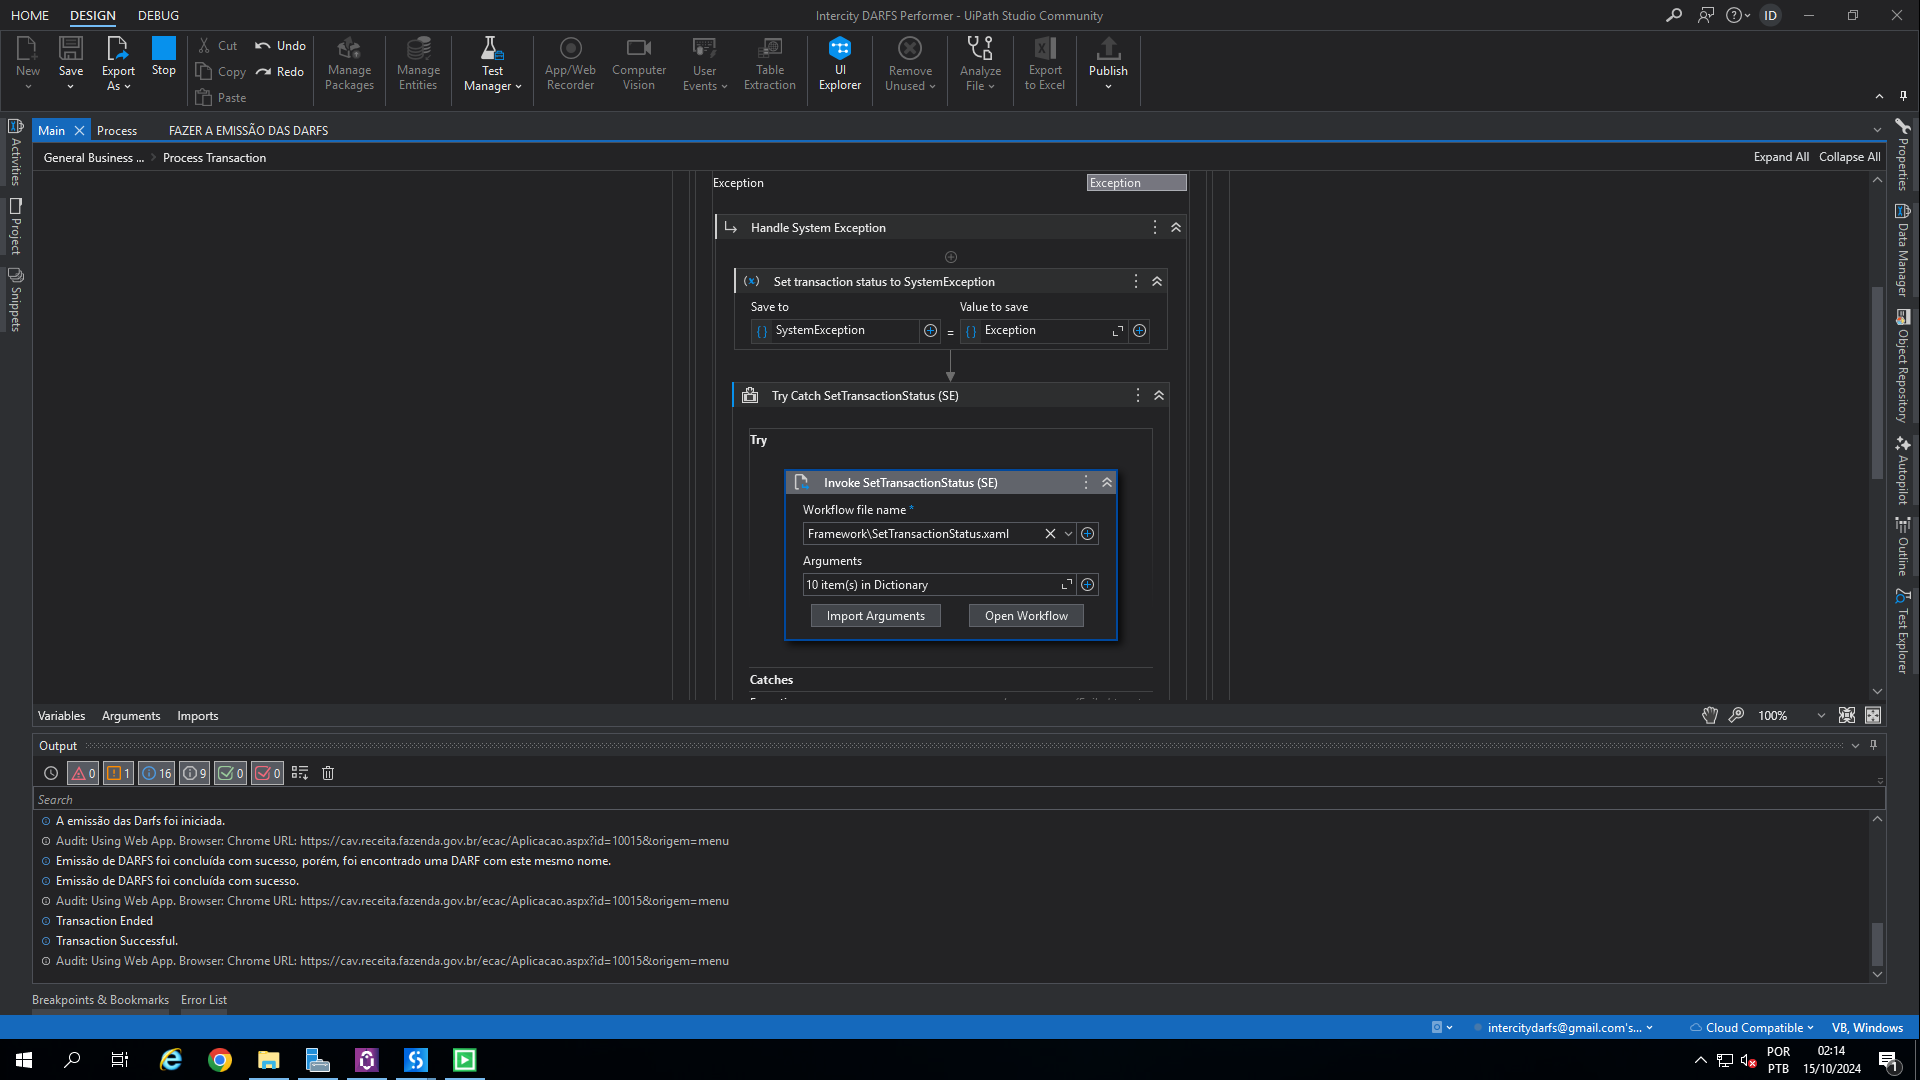 HOME DESIGN DEBUG
Intercity DARFS Performer - UiPath Studio Community
ID
New Save Export As Stop
Cut Copy Paste
Undo Redo
Manage Packages
Manage Entities
Test Manager
App/Web Recorder
Computer Vision
User Events
Table Extraction
UI Explorer
Remove Unused
Analyze File
Export to Excel
Publish
Main Process FAZER A EMISSÃO DAS DARFS
General Business ... Process Transaction
Expand All Collapse All
Activities
Project
Snippets
Properties
Data Manager
Object Repository
Autopilot
Outline
Test Explorer
Exception Exception
Handle System Exception
(x) Set transaction status to SystemException
Save to Value to save
{} SystemException = {} Exception
Try Catch SetTransactionStatus (SE)
Try
Invoke SetTransactionStatus (SE)
Workflow file name *
Framework\SetTransactionStatus.xaml
Arguments
10 item(s) in Dictionary
Import Arguments Open Workflow
Catches
Variables Arguments Imports
100%
Output
0 1 16 9 0 0
Search
A emissão das Darfs foi iniciada.
Audit: Using Web App. Browser: Chrome URL: https://cav.receita.fazenda.gov.br/ecac/Aplicacao.aspx?id=10015&origem=menu
Emissão de DARFS foi concluída com sucesso, porém, foi encontrado uma DARF com este mesmo nome.
Emissão de DARFS foi concluída com sucesso.
Audit: Using Web App. Browser: Chrome URL: https://cav.receita.fazenda.gov.br/ecac/Aplicacao.aspx?id=10015&origem=menu
Transaction Ended
Transaction Successful.
Audit: Using Web App. Browser: Chrome URL: https://cav.receita.fazenda.gov.br/ecac/Aplicacao.aspx?id=10015&origem=menu
Breakpoints & Bookmarks Error List
intercitydarfs@gmail.com's... Cloud Compatible VB, Windows
POR
PTB
02:14
15/10/2024
1